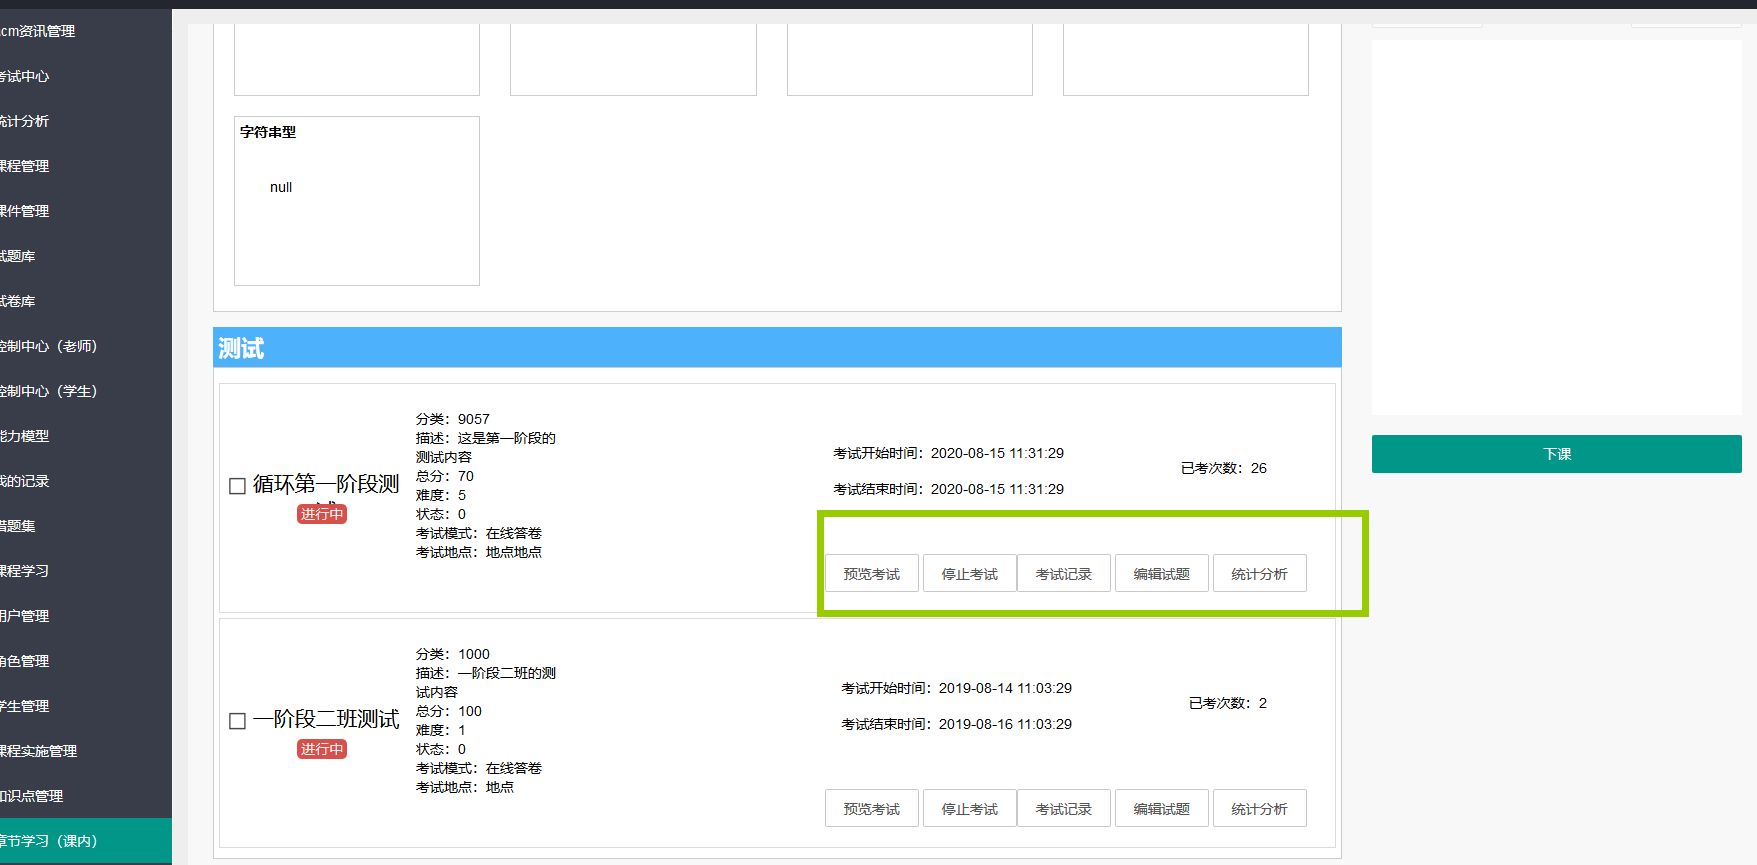 cm资讯管理
考试中心
统计分析
课程管理
课件管理
试题库
试卷库
控制中心（老师）
控制中心（学生）
能力模型
我的记录
错题集
课程学习
用户管理
角色管理
学生管理
课程实施管理
知识点管理
章节学习（课内）
字符串型
null
测试
循环第一阶段测
进行中
分类：9057
描述：这是第一阶段的
测试内容
总分：70
难度：5
状态：0
考试模式：在线答卷
考试地点：地点地点
考试开始时间：2020-08-15 11:31:29
考试结束时间：2020-08-15 11:31:29
已考次数：26
预览考试 停止考试 考试记录 编辑试题 统计分析
一阶段二班测试
进行中
分类：1000
描述：一阶段二班的测
试内容
总分：100
难度：1
状态：0
考试模式：在线答卷
考试地点：地点
考试开始时间：2019-08-14 11:03:29
考试结束时间：2019-08-16 11:03:29
已考次数：2
预览考试 停止考试 考试记录 编辑试题 统计分析
下课